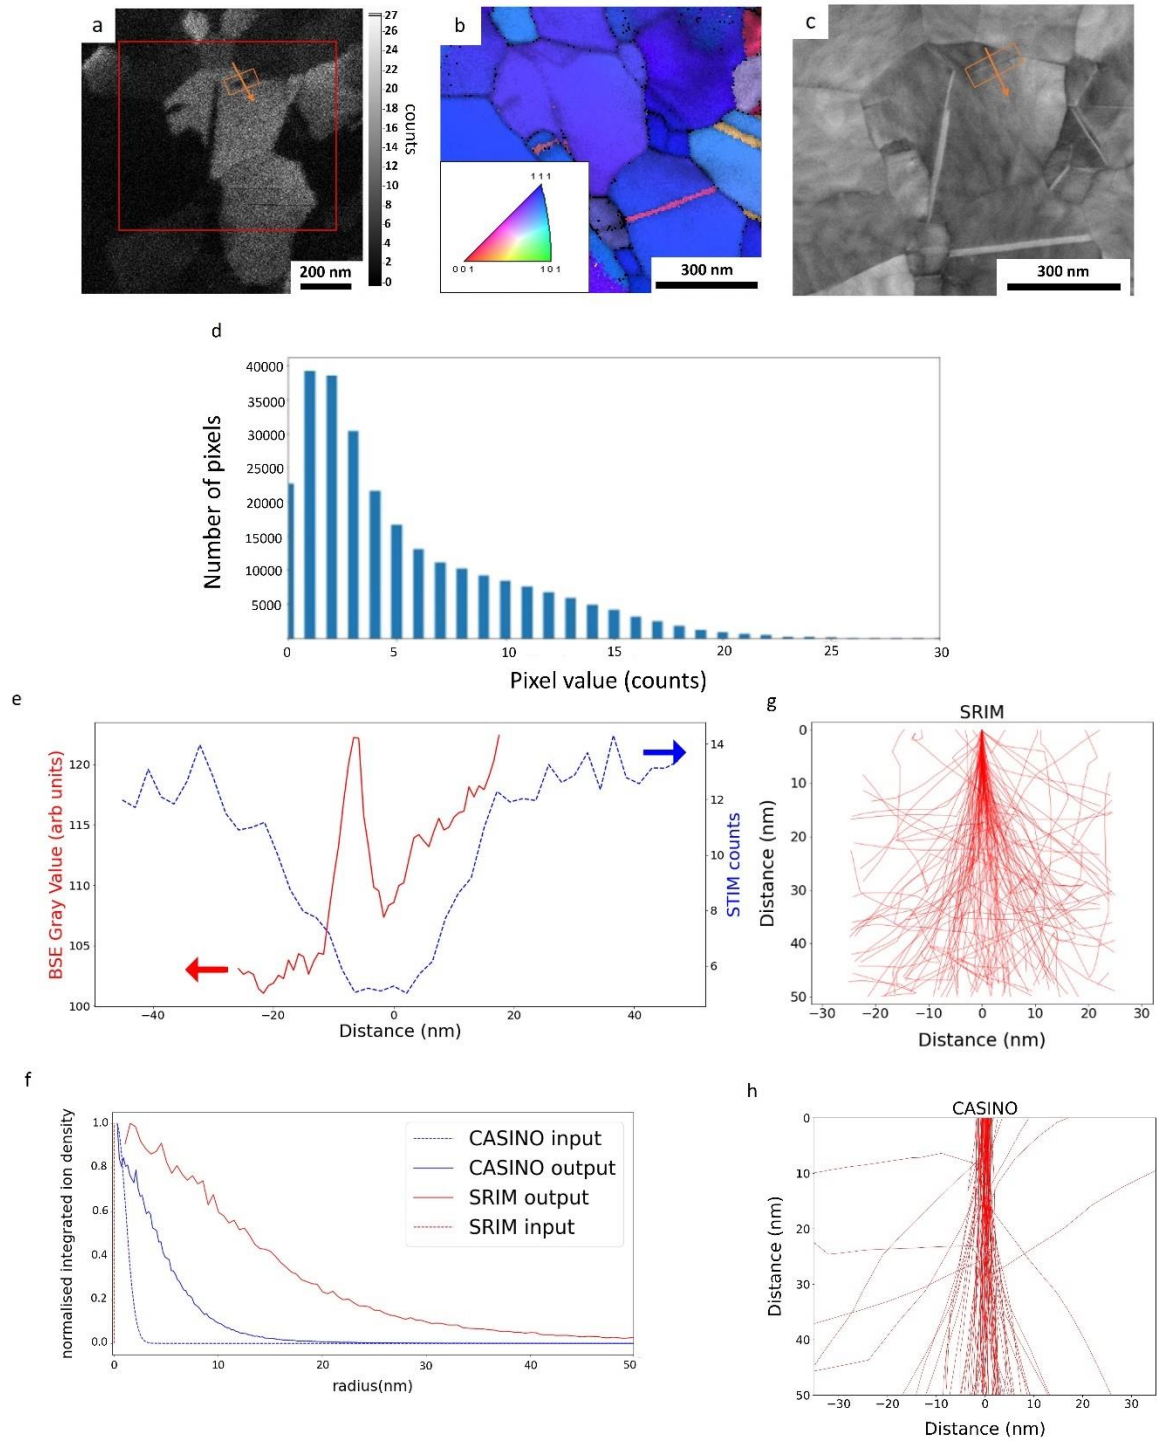 a
27
26
24
22
20
18
16
14
12
10
8
6
4
2
0
counts
200 nm
b
1 1 1
0 0 1
1 0 1
300 nm
c
300 nm
d
Number of pixels
40000
35000
30000
25000
20000
15000
10000
5000
0
5
10
15
20
25
30
Pixel value (counts)
e
BSE Gray Value (arb units)
120
115
110
105
100
14
12
10
8
6
STIM counts
−40
−20
0
20
40
Distance (nm)
g
SRIM
Distance (nm)
0
10
20
30
40
50
−30
−20
−10
0
10
20
30
Distance (nm)
f
normalised integrated ion density
1.0
0.8
0.6
0.4
0.2
0.0
CASINO input
CASINO output
SRIM output
SRIM input
0
10
20
30
40
50
radius(nm)
h
CASINO
Distance (nm)
0
10
20
30
40
50
−30
−20
−10
0
10
20
30
Distance (nm)